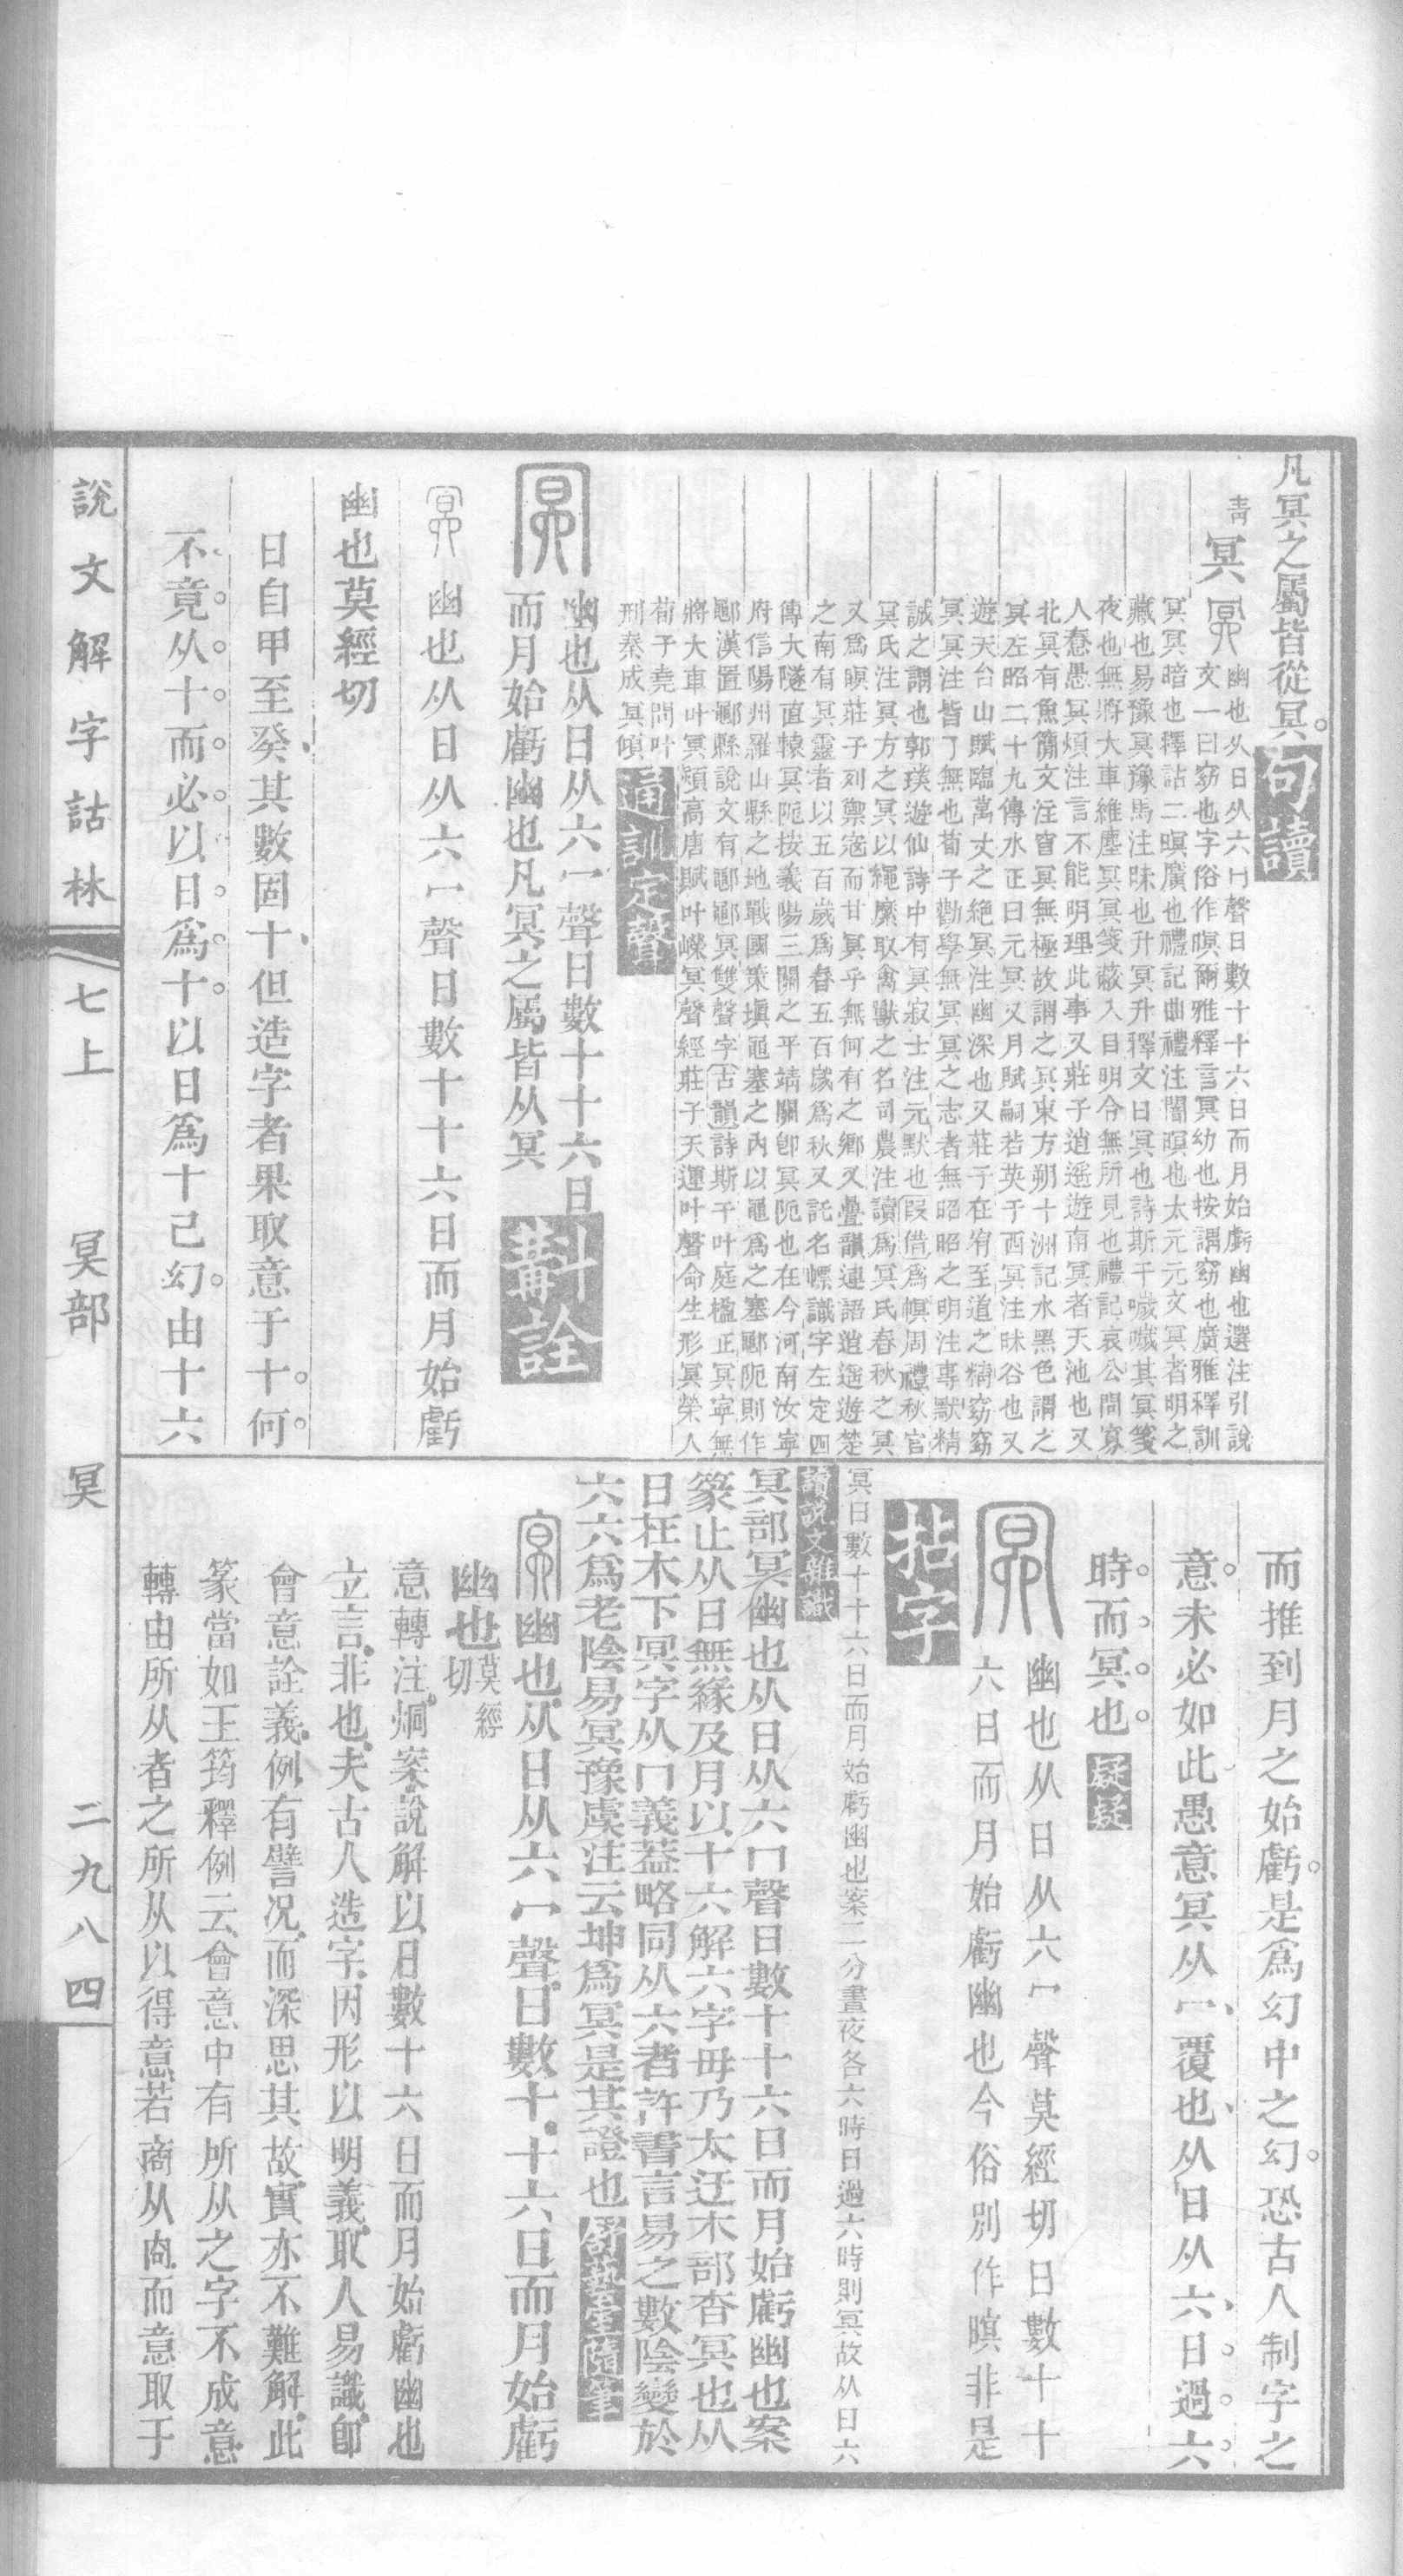 凡冥之屬皆從冥。句讀
青冥
冥
幽也从日从六冖聲日數十十六日而月始虧幽也選注引說
文一曰窈也字俗作暝爾雅釋言冥幼也按謂窈也廣雅釋訓
冥冥暗也釋詁二暝廣也禮記曲禮注闇暝也太元元文冥者明之
藏也易豫冥豫馬注昧也升冥升釋文日冥也詩斯干噦噦其冥箋
夜也無將大車維塵冥冥箋蔽人目明令無所見也禮記哀公問寡
人惷愚冥煩注言不能明理此事又莊子逍遙遊南冥者天池也又
北冥有魚簡文注窅冥無極故謂之冥東方朔十洲記水黑色謂之
冥左昭二十九傳水正曰元冥又月賦嗣若英于西冥注昧谷也又
遊天台山賦臨萬丈之絕冥注幽深也又莊子在宥至道之精窈窈
冥冥注皆了無也荀子勸學無冥冥之志者無昭昭之明注專默精
誠之謂也郭璞遊仙詩中有冥寂士注元默也假借爲幎周禮秋官
冥氏注冥方之冥以繩縻取禽獸之名司農注讀爲冥氏春秋之冥
又爲瞑莊子列禦寇而甘冥乎無何有之鄉又疊韻連語逍遙遊楚
之南有冥靈者以五百歲爲春五百歲爲秋又託名幖識字左定四
傳大隧直轅冥阨按義陽三關之平靖關卽冥阨也在今河南汝寧
府信陽州羅山縣之地戰國策塡黽塞之內以黽爲之塞鄳阨則作
鄳漢置鄳縣說文有鄳鄳冥雙聲字古韻詩斯干叶庭楹正冥寧無
將大車叶冥熲高唐賦叶嶸冥聲經莊子天運叶聲命生形冥榮人
荀子堯問叶
刑秦成冥傾
通訓定聲
幽也从日从六冖聲日數十十六日
而月始虧幽也凡冥之屬皆从冥
斠詮
幽也从日从六冖聲日數十十六日而月始虧
幽也莫經切
日自甲至癸其數固十但造字者果取意于十。何。
不。竟。从。十。而。必。以。日。爲。十。以日爲十己幻。由十六
說文解字詁林 七上 冥部 冥 二九八四
而推到月之始虧。是爲幻中之幻。恐古人制字之
意。未必如此愚意冥从冖、覆也、从日从六、日。過。六。
時。而。冥。也。疑疑
幽也从日从六冖聲莫經切日數十十
六日而月始虧幽也今俗別作暝非是
拈字
冥日數十十六日而月始虧幽也案二分晝夜各六時日過六時則冥故从日六
讀說文雜識
冥部冥幽也从日从六冖聲日數十十六日而月始虧幽也案
篆止从日無緣及月以十六解六字毋乃太迂木部杳冥也从
日在木下冥字从冖義葢略同从六者許書言易之數陰變於
六六爲老陰易冥豫虞注云坤爲冥是其證也
幽也从日从六冖聲日數十、十六日而月始虧
幽也莫經切
意轉注、烱案、說解以日數十六日而月始虧幽也
立言、非也、夫古人造字、因形以明義、取人易識、卽
會意詮義、例有譬況、而深思其故、實亦不難解、此
篆當如王筠釋例云、會意中有所从之字不成意
轉由所从者之所从以得意、若商从㕯、而意取于